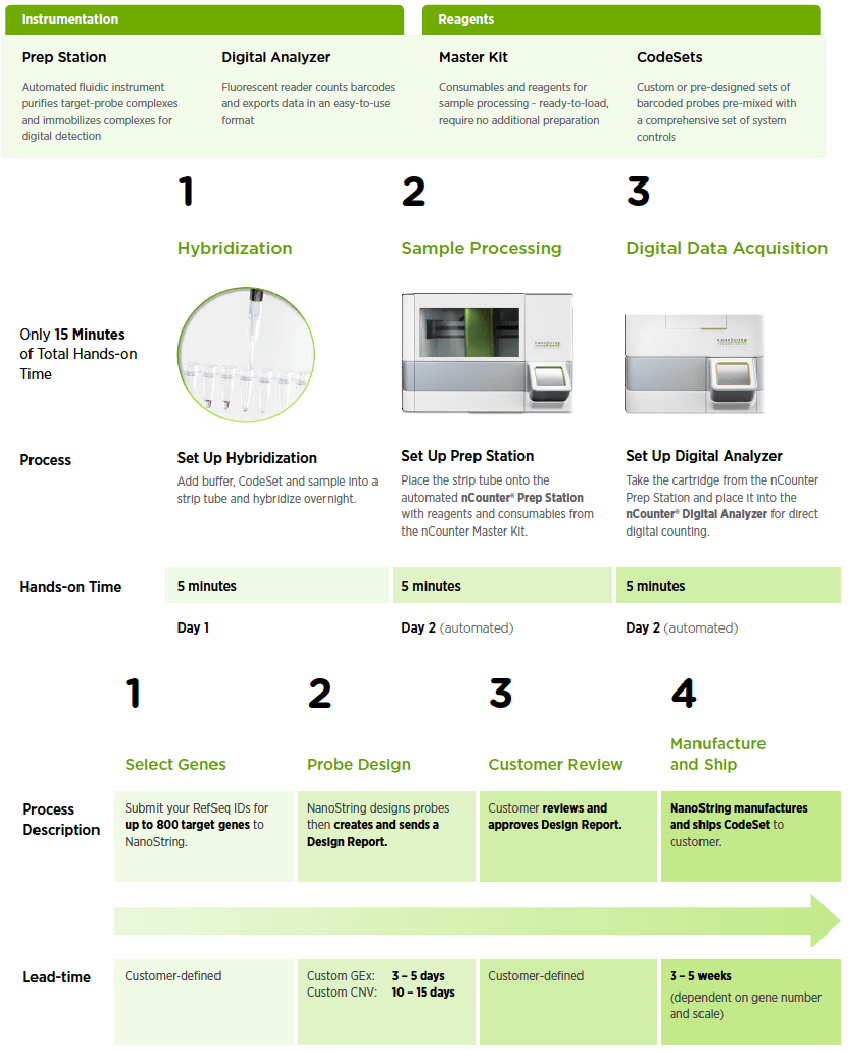 Instrumentation
Reagents
Prep Station
Automated fluidic instrument
purifies target-probe complexes
and immobilizes complexes for
digital detection
Digital Analyzer
Fluorescent reader counts barcodes
and exports data in an easy-to-use
format
Master Kit
Consumables and reagents for
sample processing - ready-to-load,
require no additional preparation
CodeSets
Custom or pre-designed sets of
barcoded probes pre-mixed with
a comprehensive set of system
controls
1
2
3
Hybridization
Sample Processing
Digital Data Acquisition
Only 15 Minutes
of Total Hands-on
Time
nanoString
nanoString
Process
Set Up Hybridization
Add buffer, CodeSet and sample into a
strip tube and hybridize overnight.
Set Up Prep Station
Place the strip tube onto the
automated nCounter® Prep Station
with reagents and consumables from
the nCounter Master Kit.
Set Up Digital Analyzer
Take the cartridge from the nCounter
Prep Station and place it into the
nCounter® Digital Analyzer for direct
digital counting.
Hands-on Time
5 minutes
5 minutes
5 minutes
Day 1
Day 2 (automated)
Day 2 (automated)
1
2
3
4
Select Genes
Probe Design
Customer Review
Manufacture
and Ship
Process
Description
Submit your RefSeq IDs for
up to 800 target genes to
NanoString.
NanoString designs probes
then creates and sends a
Design Report.
Customer reviews and
approves Design Report.
NanoString manufactures
and ships CodeSet to
customer.
Lead-time
Customer-defined
Custom GEx: 3 – 5 days
Custom CNV: 10 – 15 days
Customer-defined
3 – 5 weeks
(dependent on gene number
and scale)